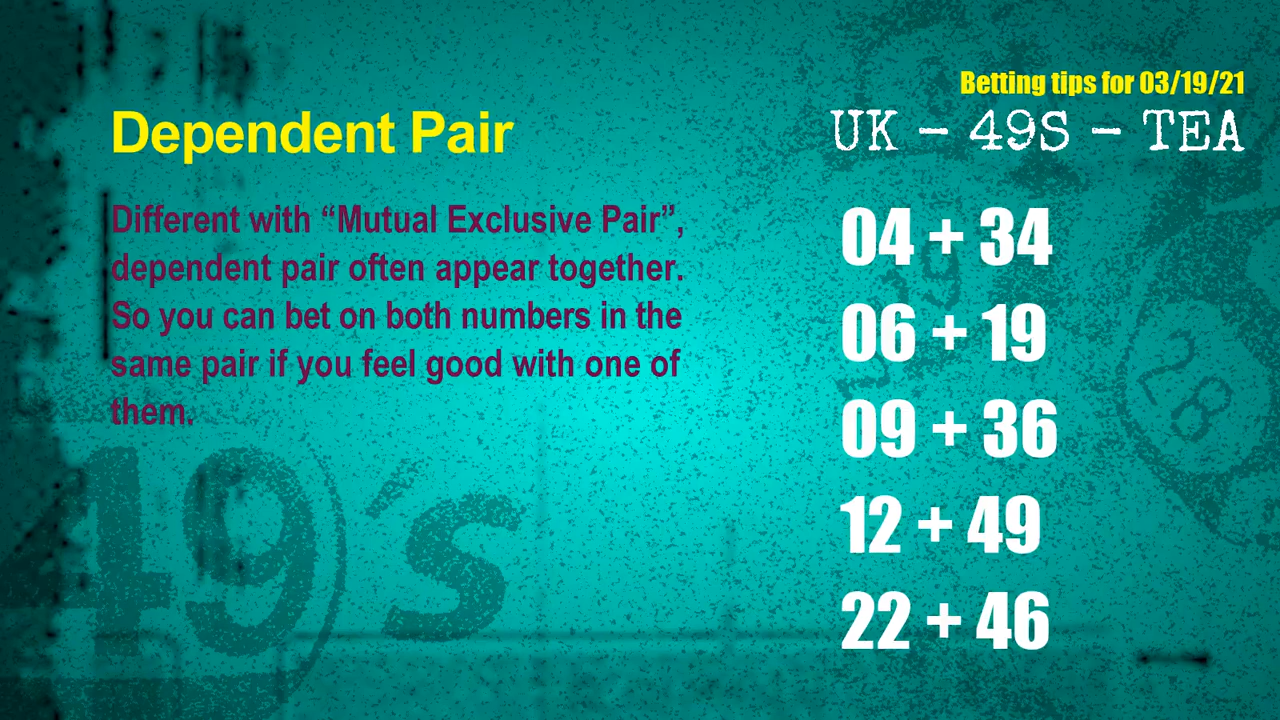 Betting tips for 03/19/21
UK - 49S - TEA
Dependent Pair
Different with “Mutual Exclusive Pair”,
dependent pair often appear together.
So you can bet on both numbers in the
same pair if you feel good with one of
them.
04 + 34
06 + 19
09 + 36
12 + 49
22 + 46
49's
28
19